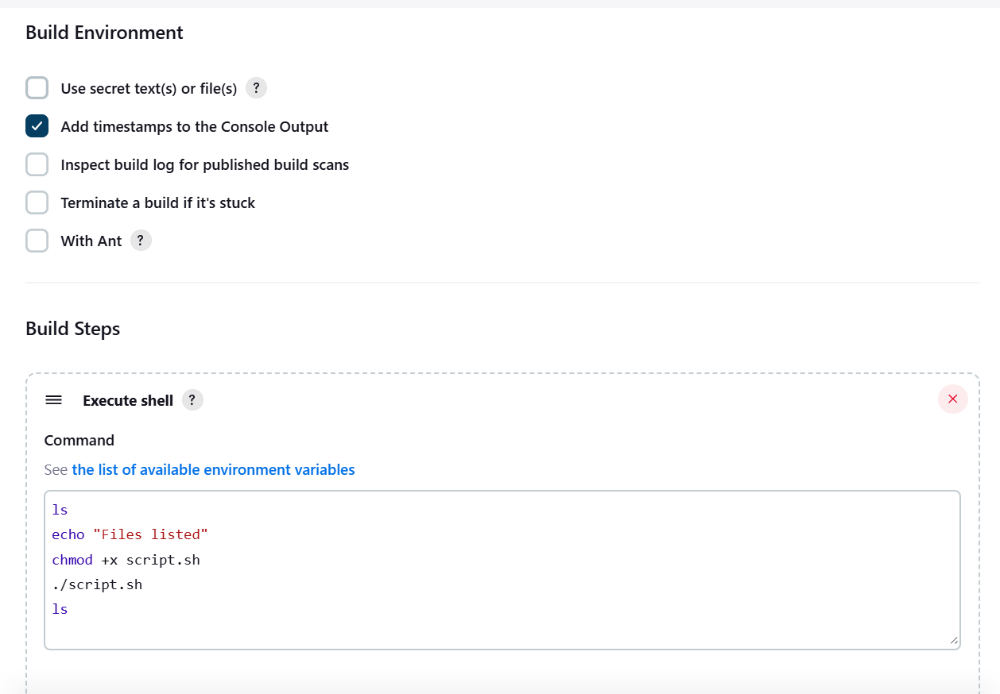 Build Environment
Use secret text(s) or file(s) ?
Add timestamps to the Console Output
Inspect build log for published build scans
Terminate a build if it's stuck
With Ant ?
Build Steps
Execute shell ?
Command
See the list of available environment variables
ls
echo "Files listed"
chmod +x script.sh
./script.sh
ls